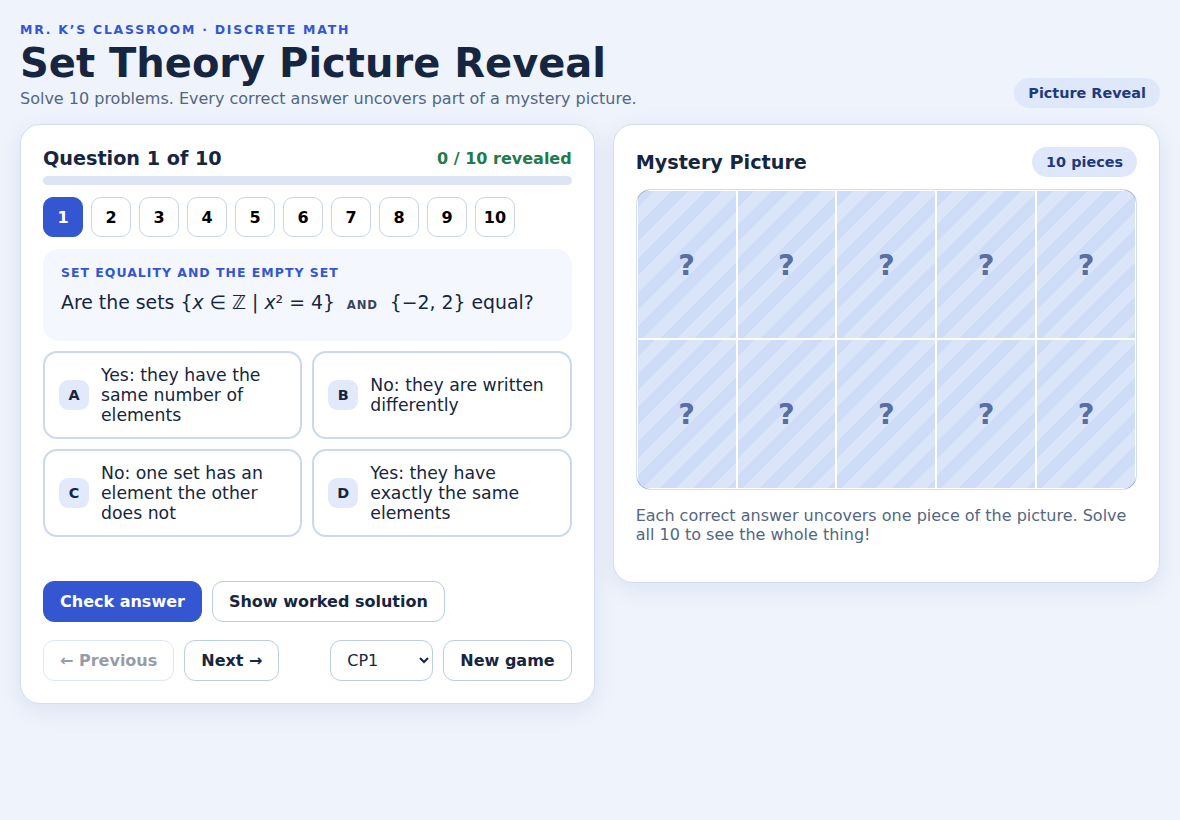 MR. K’S CLASSROOM · DISCRETE MATH
Set Theory Picture Reveal
Solve 10 problems. Every correct answer uncovers part of a mystery picture.
Picture Reveal
Question 1 of 10
0 / 10 revealed
1 2 3 4 5 6 7 8 9 10
SET EQUALITY AND THE EMPTY SET
Are the sets {x ∈ ℤ | x² = 4} AND {−2, 2} equal?
A
Yes: they have the
same number of
elements
B
No: they are written
differently
C
No: one set has an
element the other
does not
D
Yes: they have
exactly the same
elements
Check answer
Show worked solution
← Previous
Next →
CP1
New game
Mystery Picture
10 pieces
? ? ? ? ?
? ? ? ? ?
Each correct answer uncovers one piece of the picture. Solve
all 10 to see the whole thing!